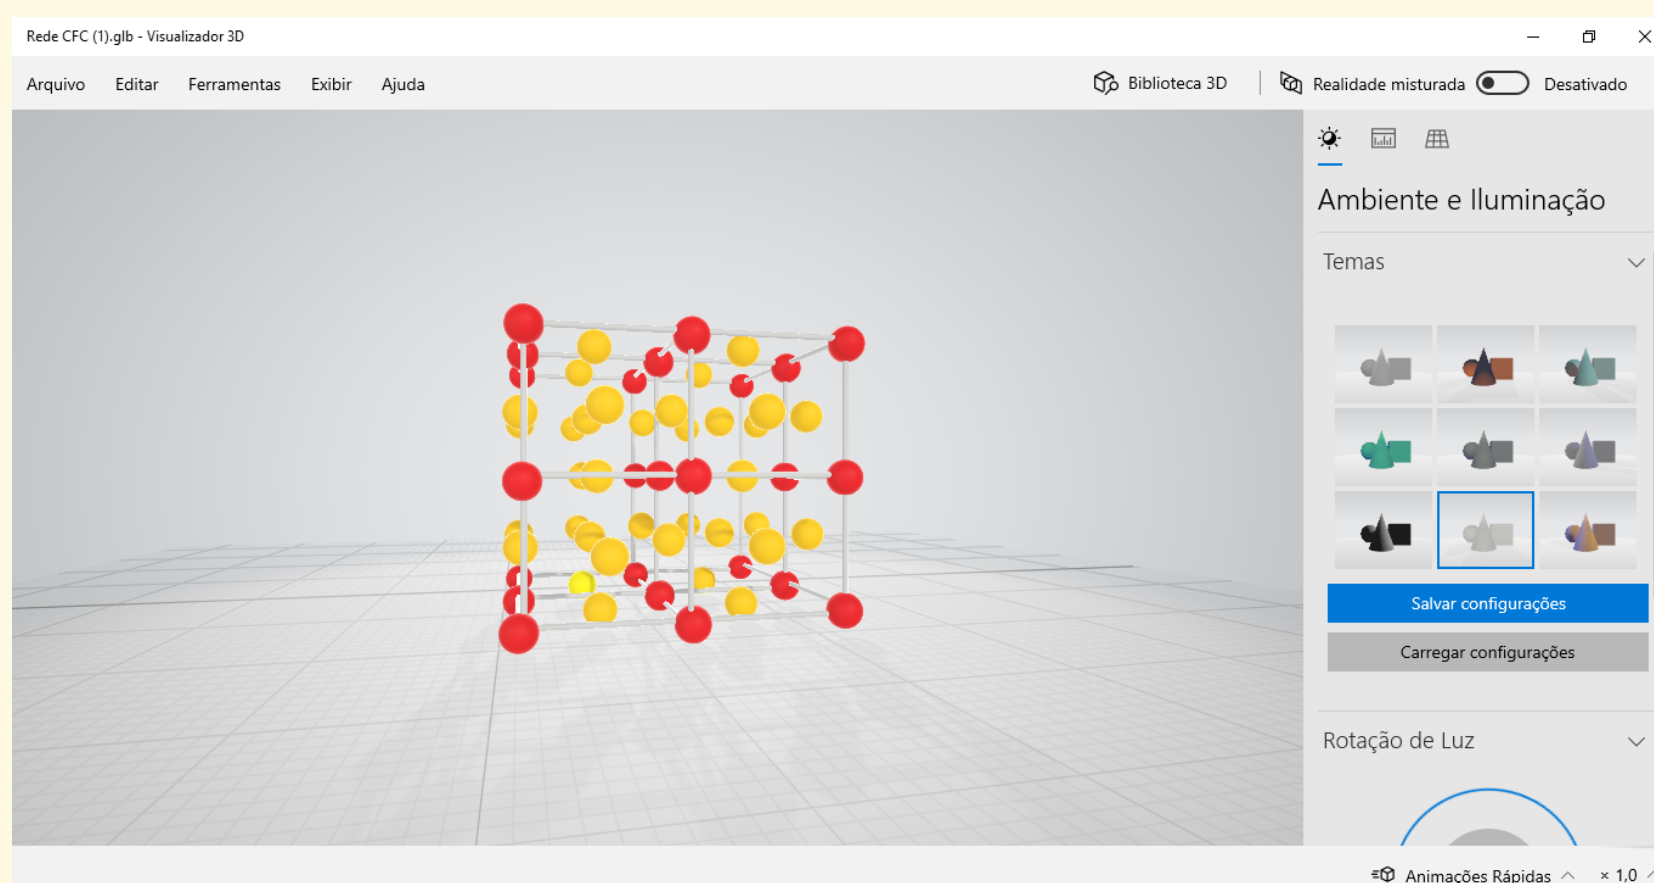 Rede CFC (1).glb - Visualizador 3D
Arquivo Editar Ferramentas Exibir Ajuda Biblioteca 3D Realidade misturada Desativado
Ambiente e Iluminação
Temas
Salvar configurações
Carregar configurações
Rotação de Luz
Animações Rápidas × 1,0